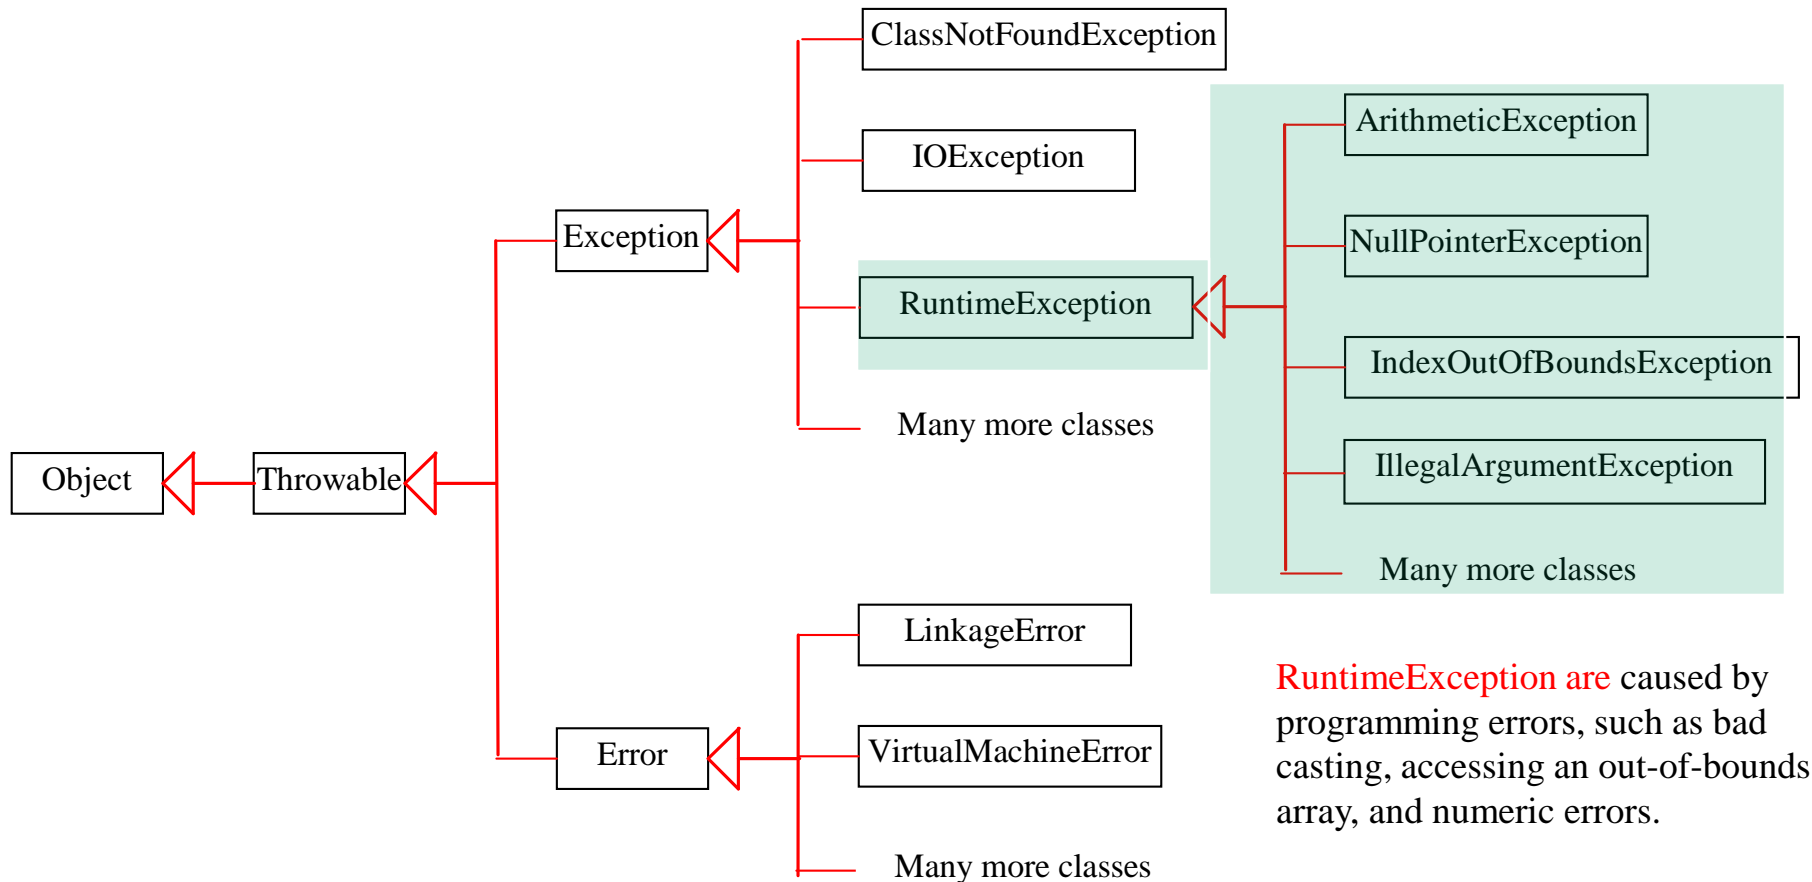 ClassNotFoundException
ArithmeticException
IOException
NullPointerException
Exception
RuntimeException
IndexOutOfBoundsException
Many more classes
IllegalArgumentException
Object
Throwable
Many more classes
LinkageError
RuntimeException are caused by
programming errors, such as bad
casting, accessing an out-of-bounds
array, and numeric errors.
Error
VirtualMachineError
Many more classes